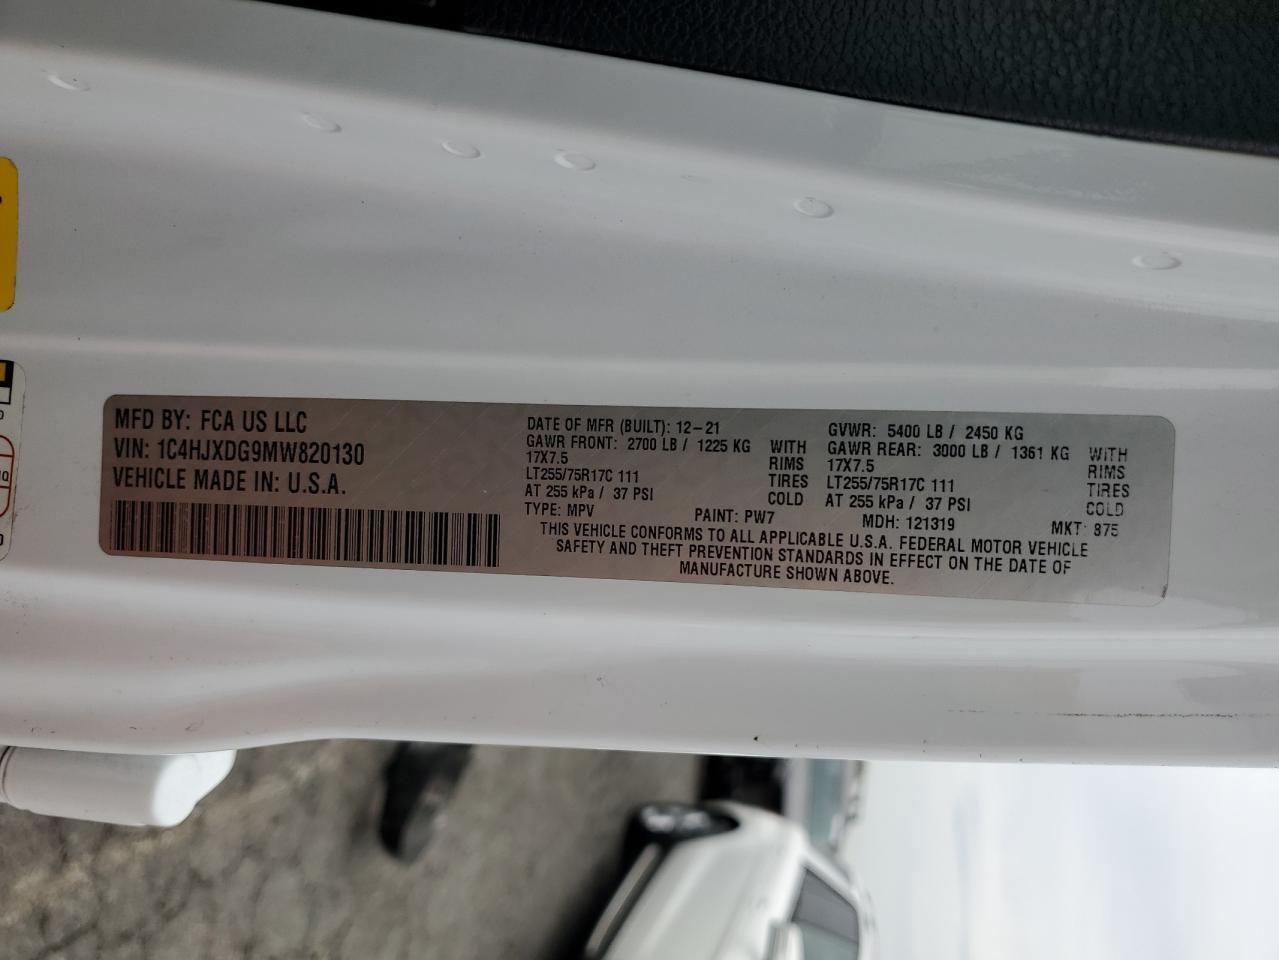 MFD BY: FCA US LLC
VIN: 1C4HJXDG9MW820130
VEHICLE MADE IN: U.S.A.
DATE OF MFR (BUILT): 12-21
GAWR FRONT: 2700 LB / 1225 KG WITH
17X7.5 RIMS
LT255/75R17C 111 TIRES
AT 255 kPa / 37 PSI COLD
GVWR: 5400 LB / 2450 KG
GAWR REAR: 3000 LB / 1361 KG WITH
17X7.5 RIMS
LT255/75R17C 111 TIRES
AT 255 kPa / 37 PSI COLD
TYPE: MPV PAINT: PW7 MDH: 121319 MKT: 875
THIS VEHICLE CONFORMS TO ALL APPLICABLE U.S.A. FEDERAL MOTOR VEHICLE
SAFETY AND THEFT PREVENTION STANDARDS IN EFFECT ON THE DATE OF
MANUFACTURE SHOWN ABOVE.